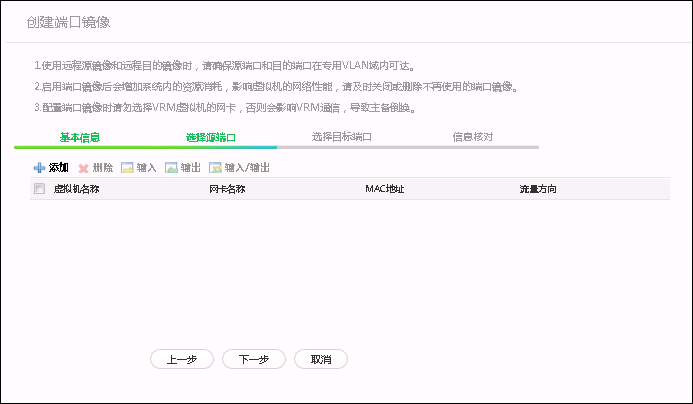 创建端口镜像
1.使用远程源镜像和远程目的镜像时，请确保源端口和目的端口在专用VLAN域内可达。
2.启用端口镜像后会增加系统内的资源消耗，影响虚拟机的网络性能，请及时关闭或删除不再使用的端口镜像。
3.配置端口镜像时请勿选择VRM虚拟机的网卡，否则会影响VRM通信，导致主备倒换。
基本信息 选择源端口 选择目标端口 信息核对
添加 删除 输入 输出 输入/输出
虚拟机名称 网卡名称 MAC地址 流量方向
上一步 下一步 取消